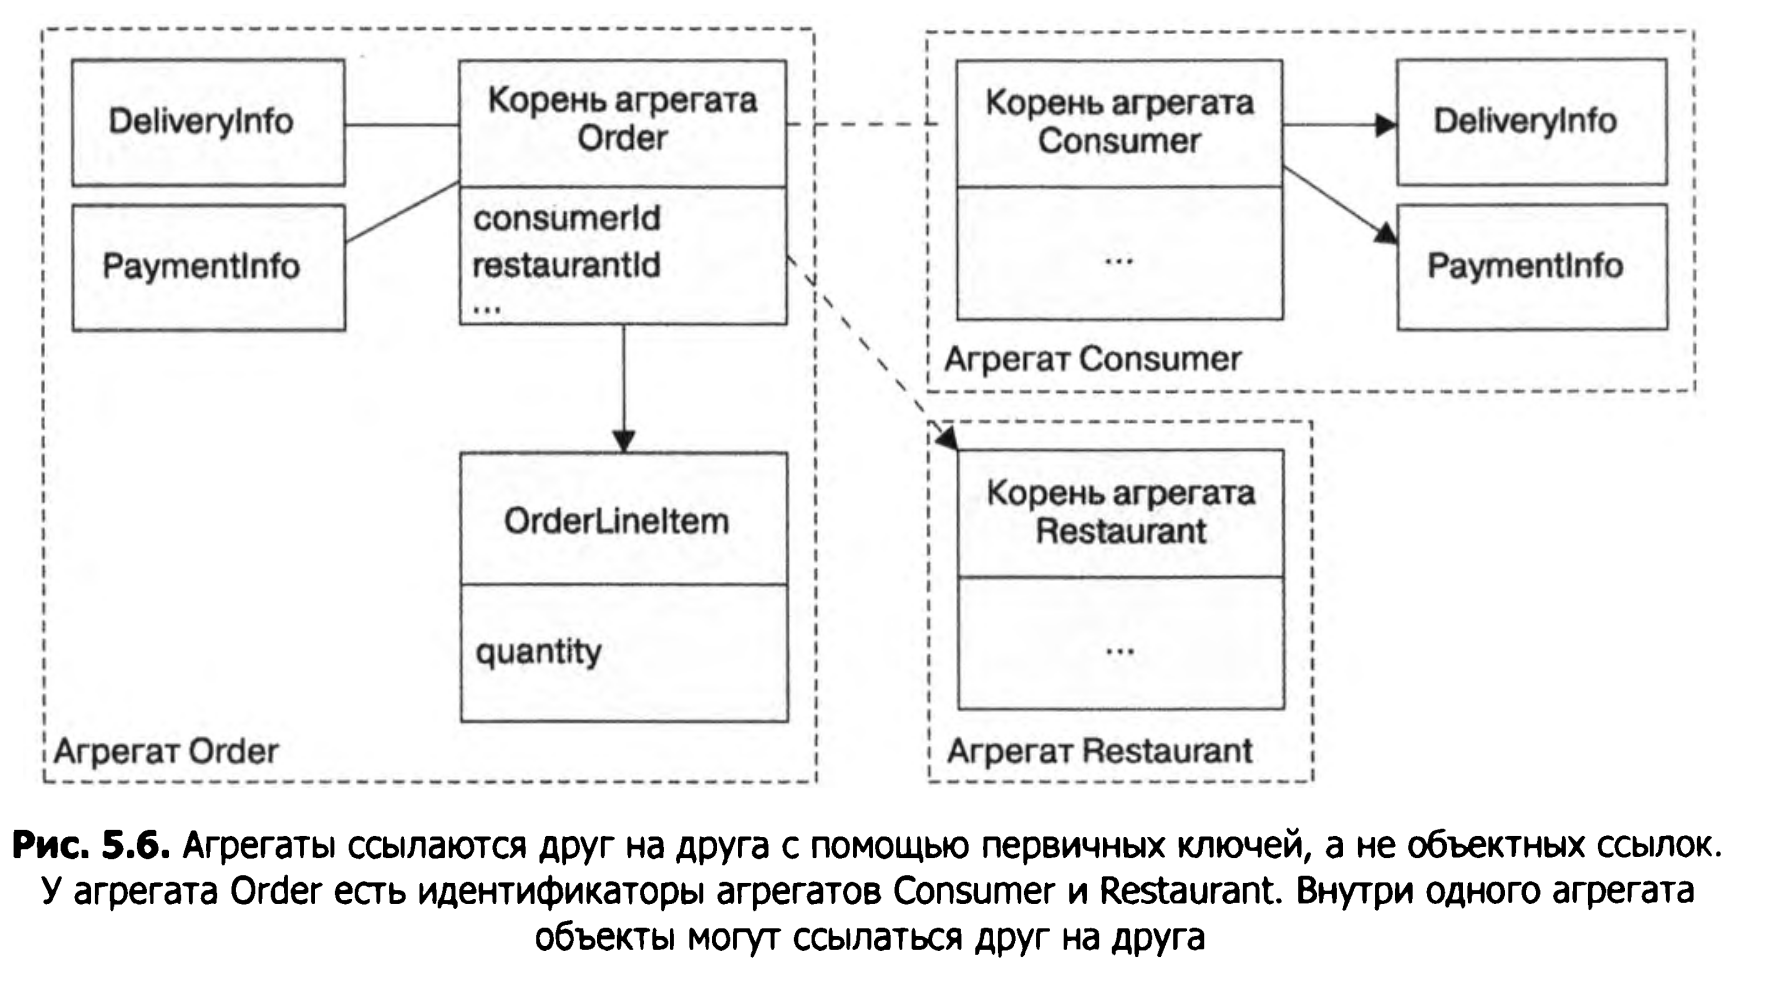 DeliveryInfo
PaymentInfo
Корень агрегата
Order
consumerId
restaurantId
...
OrderLineItem
quantity
Агрегат Order
Корень агрегата
Consumer
...
DeliveryInfo
PaymentInfo
Агрегат Consumer
Корень агрегата
Restaurant
...
Агрегат Restaurant
Рис. 5.6. Агрегаты ссылаются друг на друга с помощью первичных ключей, а не объектных ссылок.
У агрегата Order есть идентификаторы агрегатов Consumer и Restaurant. Внутри одного агрегата
объекты могут ссылаться друг на друга